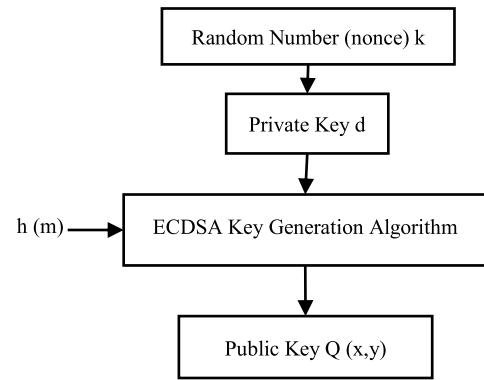 Random Number (nonce) k
Private Key d
h (m)
ECDSA Key Generation Algorithm
Public Key Q (x,y)